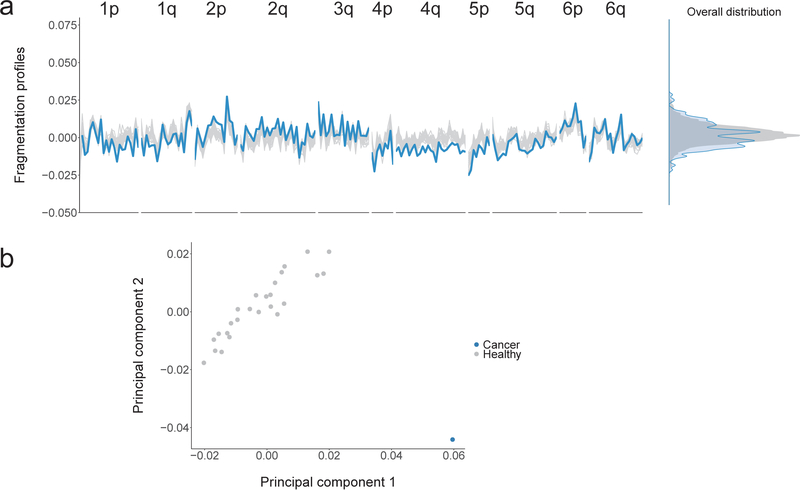 a
1p 1q 2p 2q 3q 4p 4q 5p 5q 6p 6q
Overall distribution
Fragmentation profiles
0.075
0.050
0.025
0.000
−0.025
−0.050
b
Principal component 2
0.02
0.00
−0.02
−0.04
Cancer
Healthy
−0.02 0.00 0.02 0.04 0.06
Principal component 1